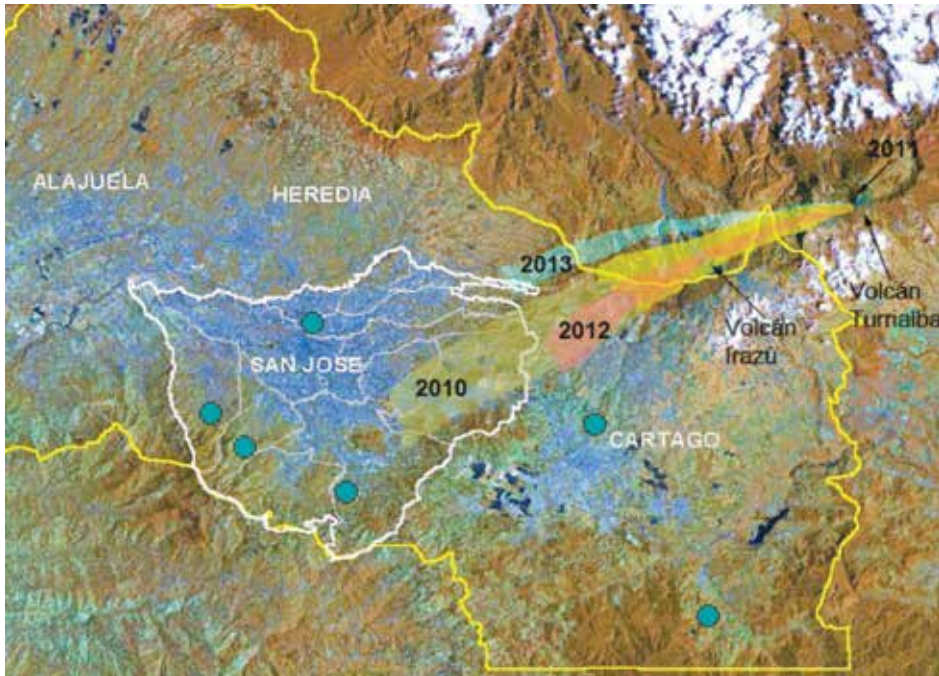 2011
ALAJUELA
HEREDIA
2013
Volcán
Turrialba
2012
Volcán
Irazú
SAN JOSE
2010
CARTAGO